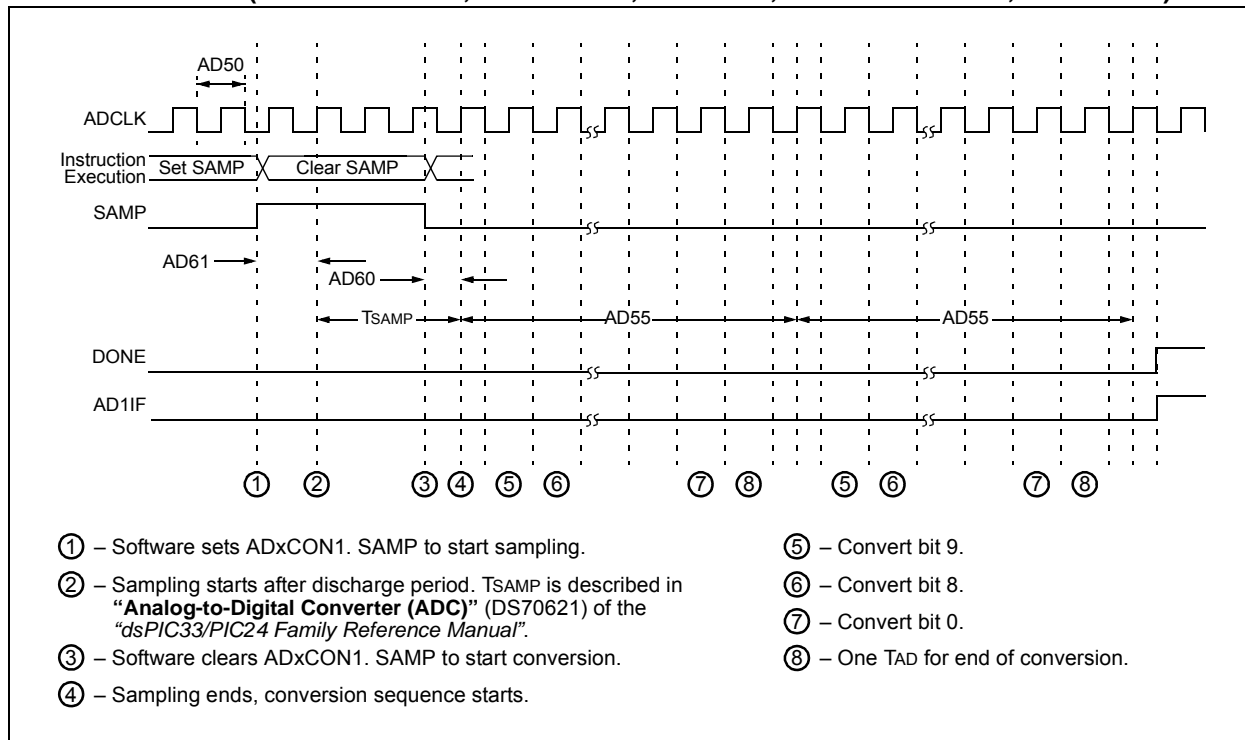 AD50
ADCLK
Instruction
Execution
Set SAMP
Clear SAMP
SAMP
AD61
AD60
TSAMP
AD55
AD55
DONE
AD1IF
1 2 3 4 5 6 7 8 5 6 7 8
1 – Software sets ADxCON1. SAMP to start sampling.
2 – Sampling starts after discharge period. TSAMP is described in
“Analog-to-Digital Converter (ADC)” (DS70621) of the
“dsPIC33/PIC24 Family Reference Manual”.
3 – Software clears ADxCON1. SAMP to start conversion.
4 – Sampling ends, conversion sequence starts.
5 – Convert bit 9.
6 – Convert bit 8.
7 – Convert bit 0.
8 – One TAD for end of conversion.